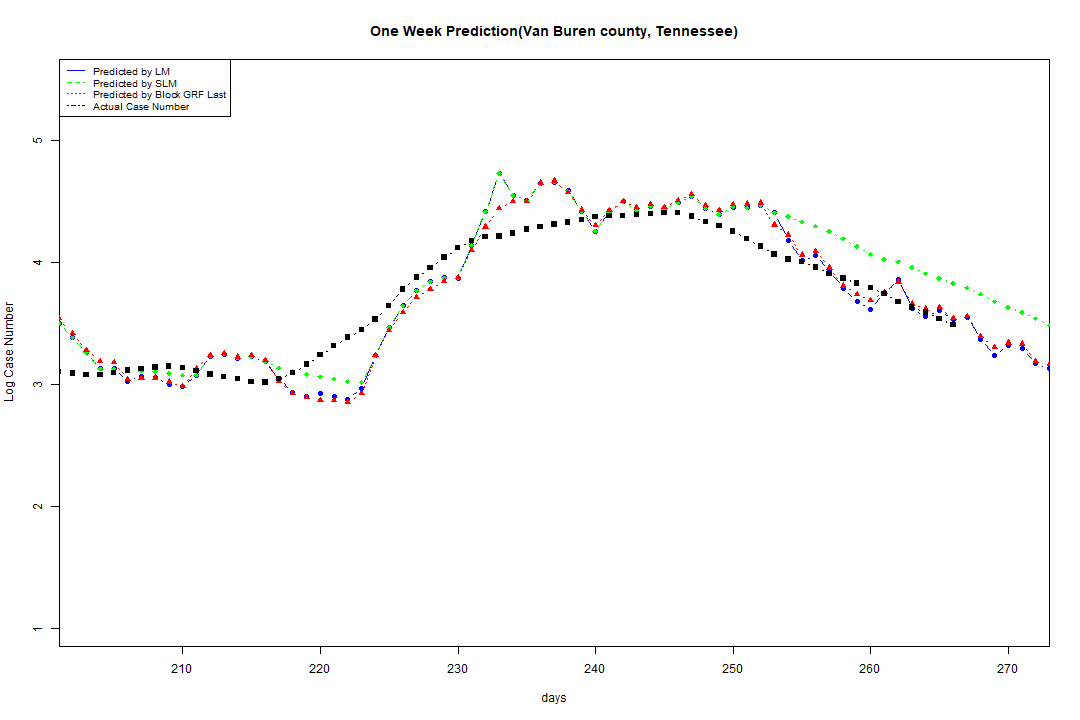 One Week Prediction(Van Buren county, Tennessee)
Predicted by LM
Predicted by SLM
Predicted by Block GRF Last
Actual Case Number
5
4
3
2
1
Log Case Number
210 220 230 240 250 260 270
days